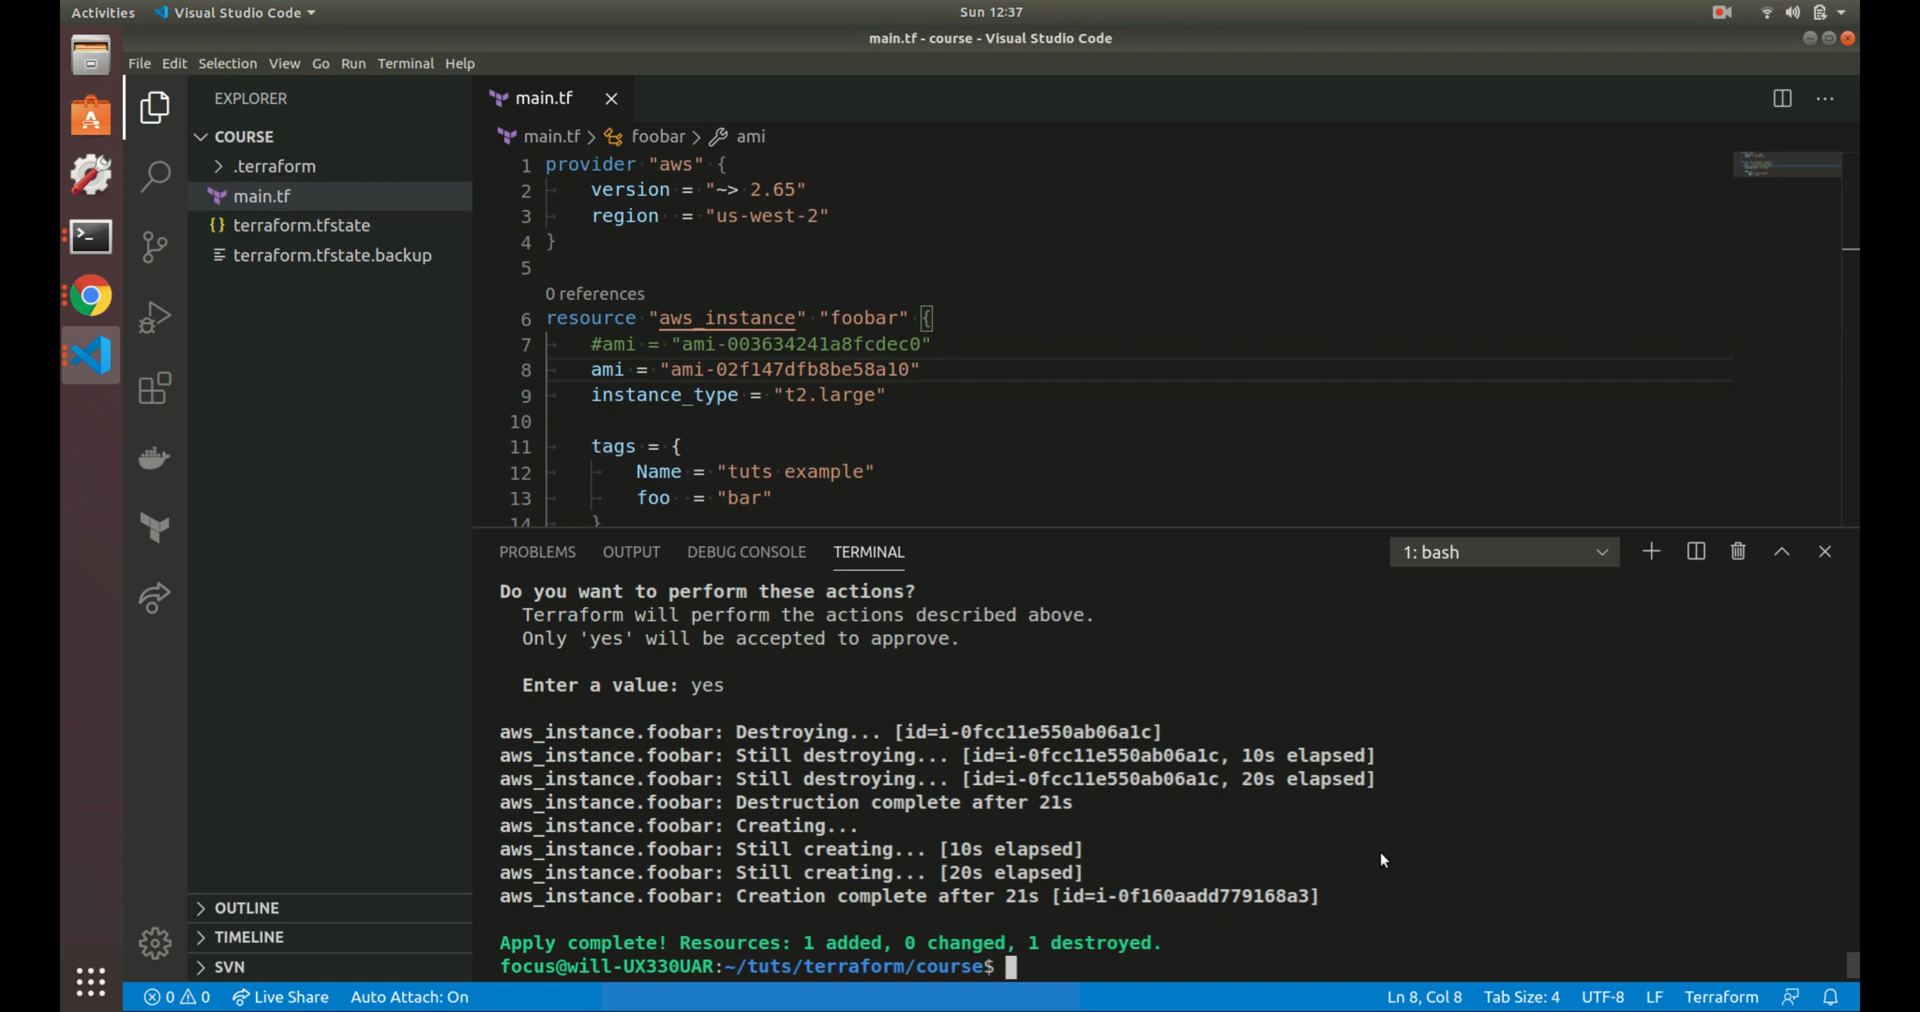 Activities Visual Studio Code Sun 12:37
main.tf - course - Visual Studio Code
File Edit Selection View Go Run Terminal Help
EXPLORER
COURSE
.terraform
main.tf
terraform.tfstate
terraform.tfstate.backup
OUTLINE
TIMELINE
SVN
main.tf
main.tf > foobar > ami
1 provider "aws" {
2 version = "~> 2.65"
3 region = "us-west-2"
4 }
5
0 references
6 resource "aws_instance" "foobar" {
7 #ami = "ami-003634241a8fcdec0"
8 ami = "ami-02f147dfb8be58a10"
9 instance_type = "t2.large"
10
11 tags = {
12 Name = "tuts example"
13 foo = "bar"
14 }
PROBLEMS OUTPUT DEBUG CONSOLE TERMINAL 1: bash
Do you want to perform these actions?
Terraform will perform the actions described above.
Only 'yes' will be accepted to approve.
Enter a value: yes
aws_instance.foobar: Destroying... [id=i-0fcc11e550ab06a1c]
aws_instance.foobar: Still destroying... [id=i-0fcc11e550ab06a1c, 10s elapsed]
aws_instance.foobar: Still destroying... [id=i-0fcc11e550ab06a1c, 20s elapsed]
aws_instance.foobar: Destruction complete after 21s
aws_instance.foobar: Creating...
aws_instance.foobar: Still creating... [10s elapsed]
aws_instance.foobar: Still creating... [20s elapsed]
aws_instance.foobar: Creation complete after 21s [id=i-0f160aadd779168a3]
Apply complete! Resources: 1 added, 0 changed, 1 destroyed.
focus@will-UX330UAR:~/tuts/terraform/course$
0 0 Live Share Auto Attach: On Ln 8, Col 8 Tab Size: 4 UTF-8 LF Terraform